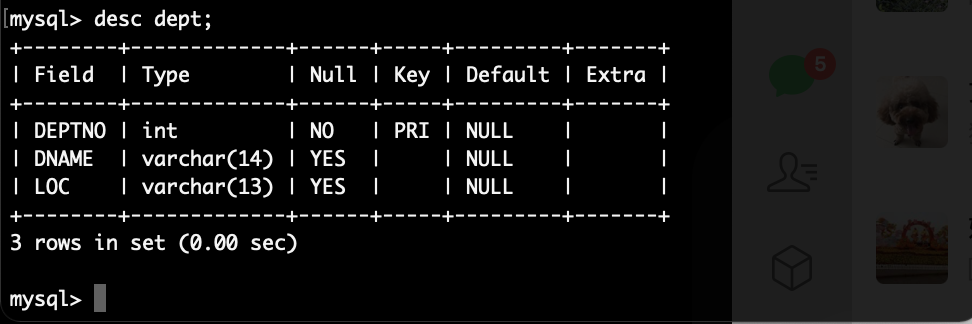 mysql> desc dept;
+--------+-------------+------+-----+---------+-------+
| Field  | Type        | Null | Key | Default | Extra |
+--------+-------------+------+-----+---------+-------+
| DEPTNO | int         | NO   | PRI | NULL    |       |
| DNAME  | varchar(14) | YES  |     | NULL    |       |
| LOC    | varchar(13) | YES  |     | NULL    |       |
+--------+-------------+------+-----+---------+-------+
3 rows in set (0.00 sec)
mysql>
5